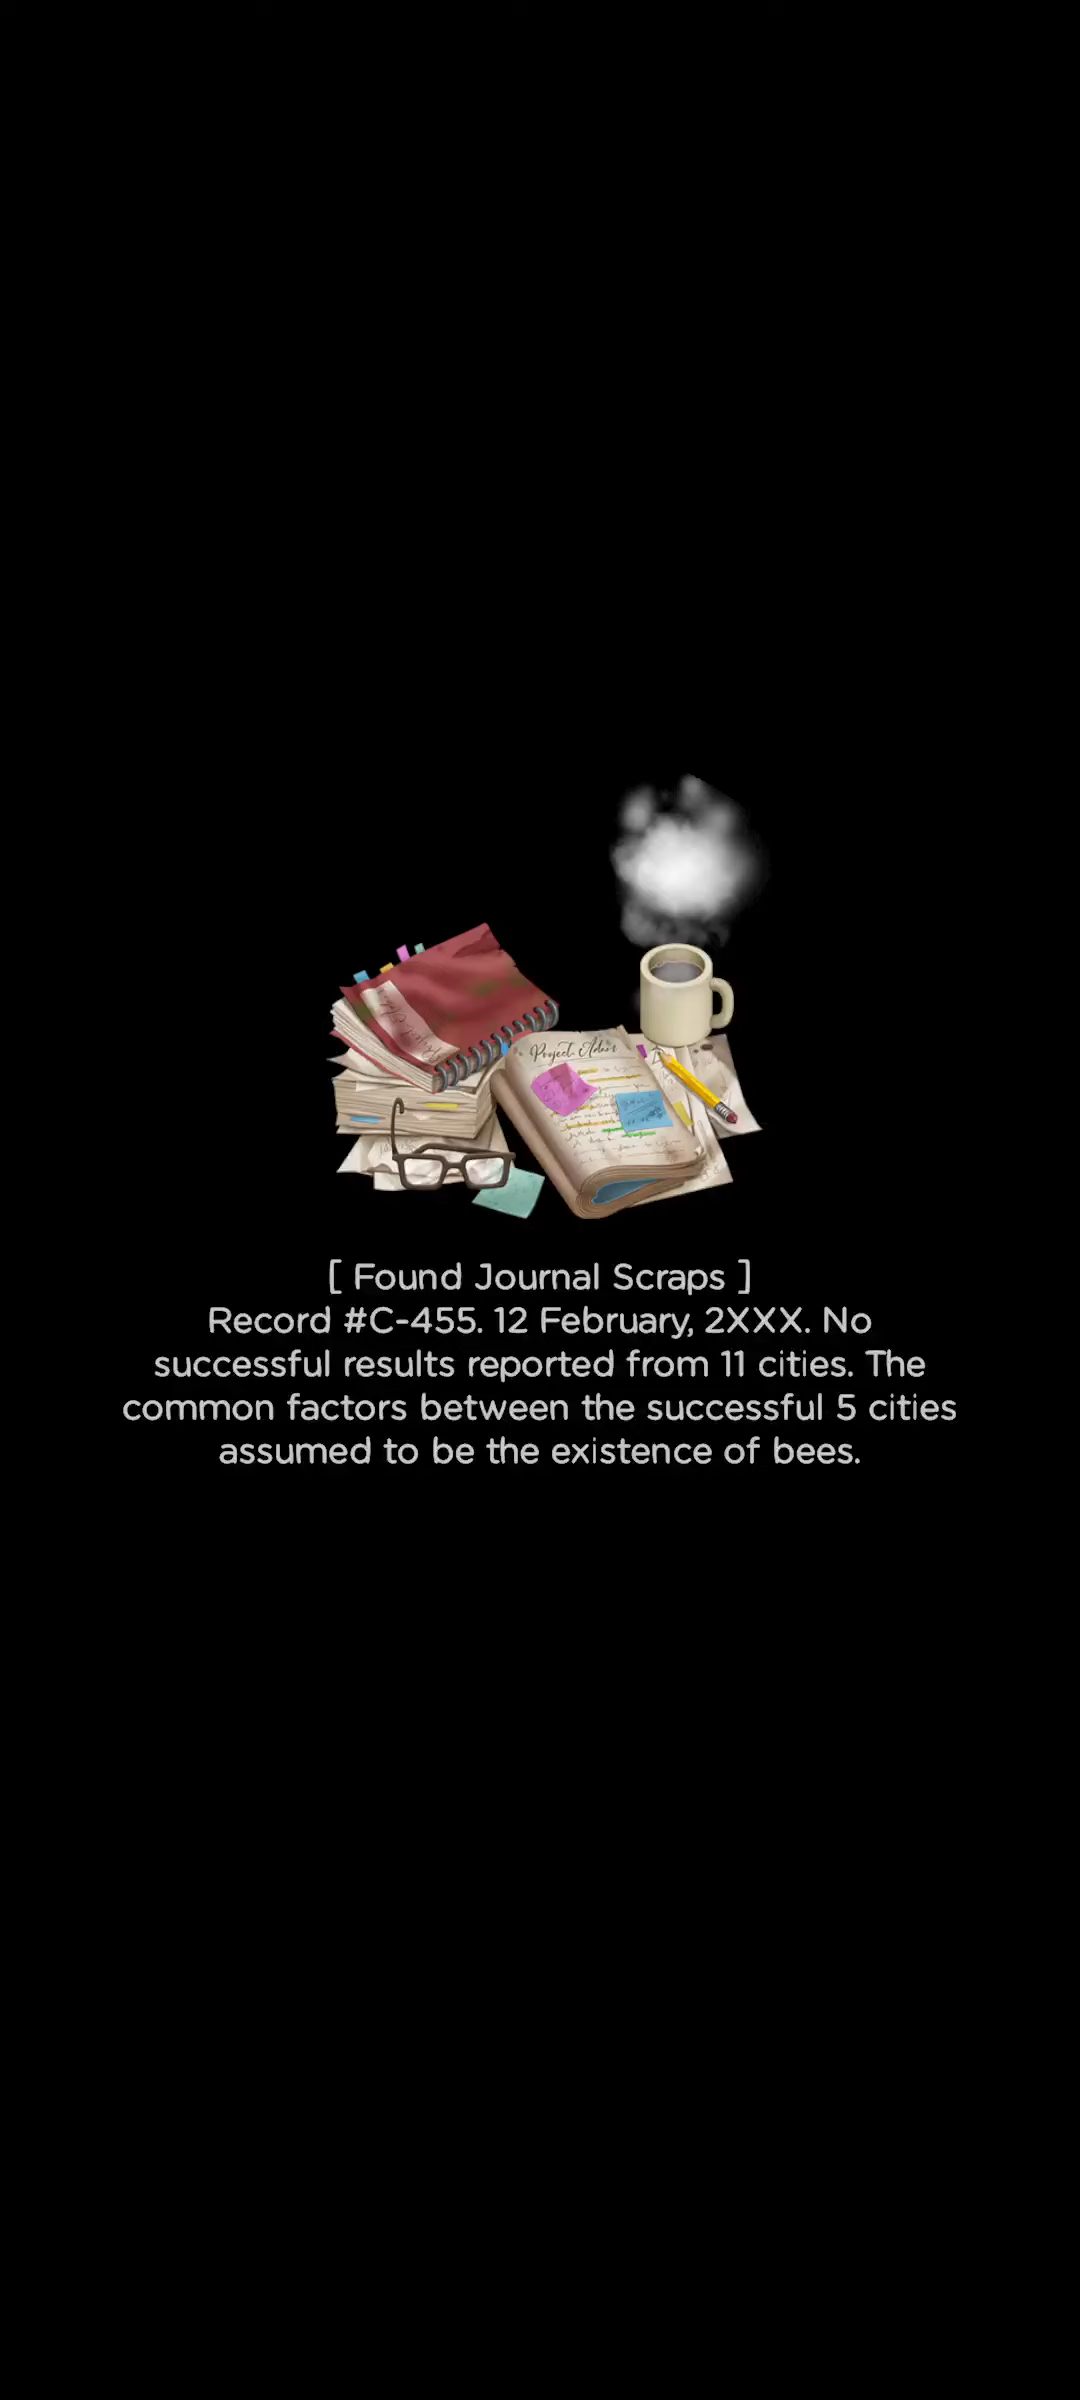 Project
[ Found Journal Scraps ]
Record #C-455. 12 February, 2XXX. No
successful results reported from 11 cities. The
common factors between the successful 5 cities
assumed to be the existence of bees.